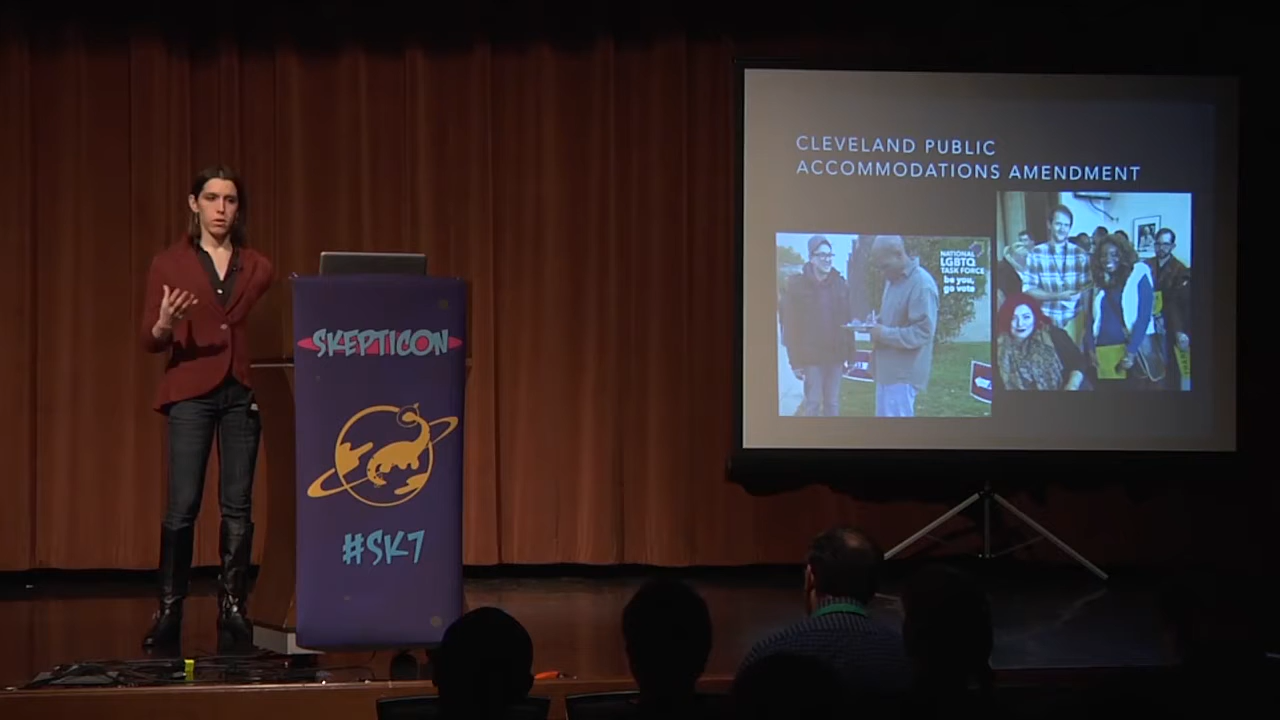 SKEPTICON
#SK7
CLEVELAND PUBLIC
ACCOMMODATIONS AMENDMENT
NATIONAL
LGBTQ
TASK FORCE
be you,
go vote